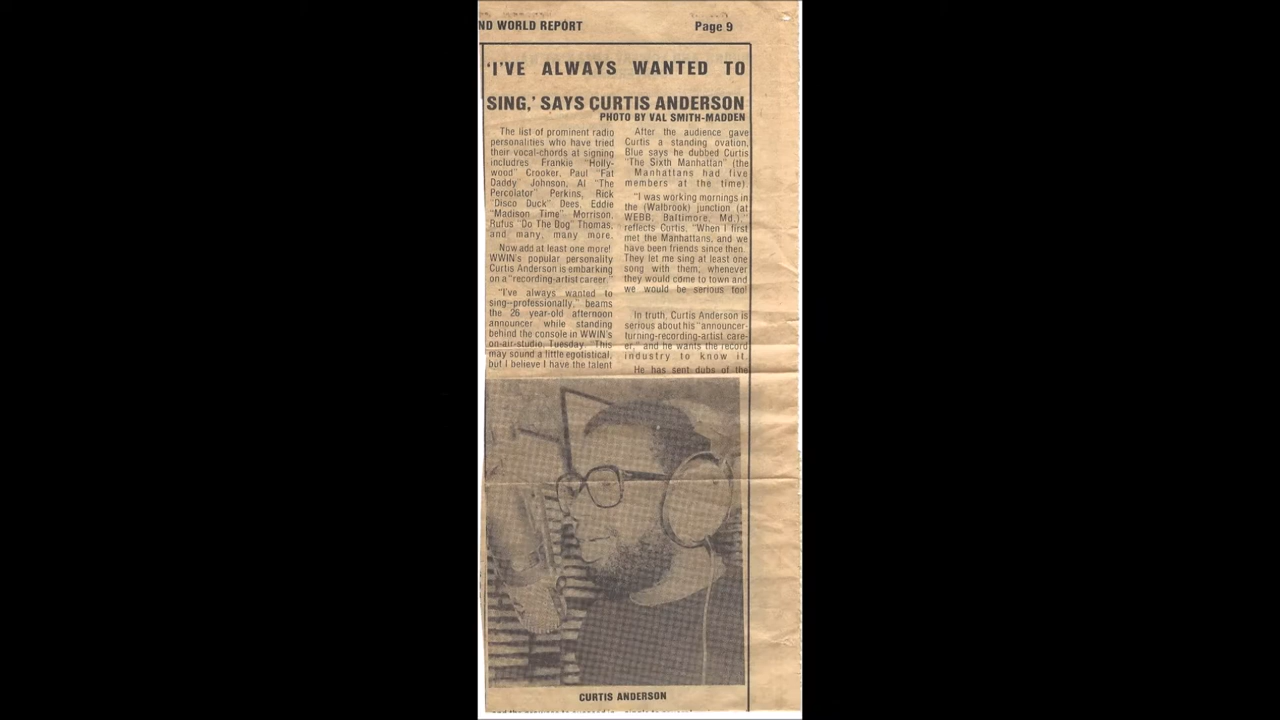 ND WORLD REPORT
Page 9
'I'VE ALWAYS WANTED TO
SING,' SAYS CURTIS ANDERSON
PHOTO BY VAL SMITH-MADDEN
The list of prominent radio
personalities who have tried
their vocal-chords at signing
includes Frankie "Holly-
wood" Crooker, Paul "Fat
Daddy" Johnson, Al "The
Percolator" Perkins, Rick
"Disco Duck" Dees, Eddie
"Madison Time" Morrison,
Rufus "Do The Dog" Thomas,
and many, many more.
Now add at least one more!
WWIN's popular personality
Curtis Anderson is embarking
on a "recording-artist career."
"I've always wanted to
sing--professionally," beams
the 26 year-old afternoon
announcer while standing
behind the console in WWIN's
on-air-studio, Tuesday. "This
may sound a little egotistical,
but I believe I have the talent
After the audience gave
Curtis a standing ovation,
Blue says he dubbed Curtis
"The Sixth Manhattan" (the
Manhattans had five
members at the time).
"I was working mornings in
the (Walbrook) junction (at
WEBB, Baltimore, Md.),"
reflects Curtis, "When I first
met the Manhattans, and we
have been friends since then.
They let me sing at least one
song with them, whenever
they would come to town and
we would be serious too!
In truth, Curtis Anderson is
serious about his "announcer-
turning-recording-artist care-
er," and he wants the record
industry to know it.
He has sent dubs of the
CURTIS ANDERSON